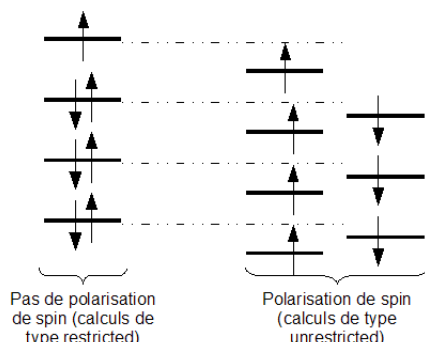 Pas de polarisation
de spin (calculs de
type restricted)
Polarisation de spin
(calculs de type
unrestricted)